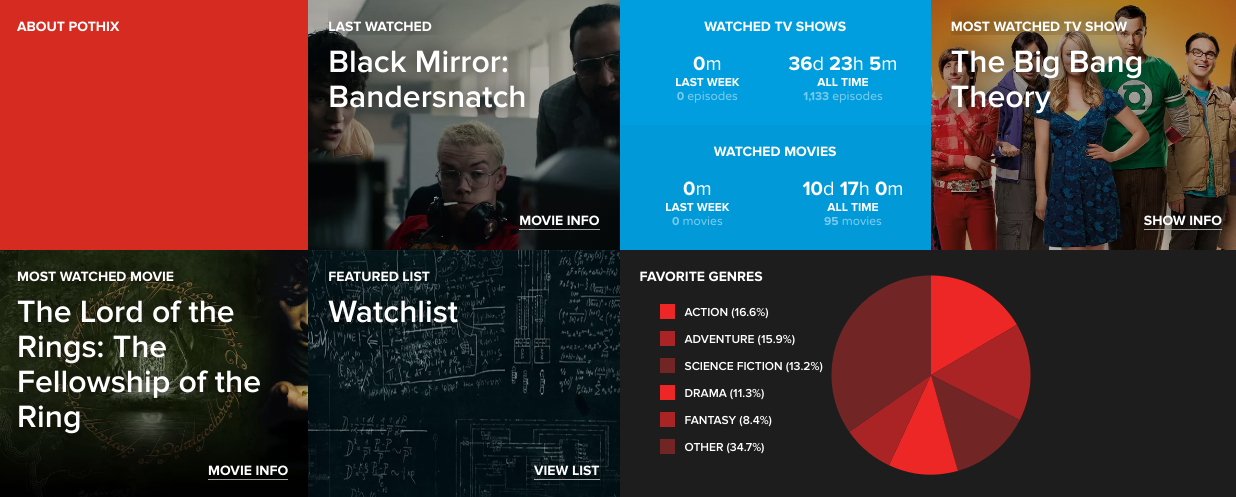 ABOUT POTHIX
LAST WATCHED
Black Mirror:
Bandersnatch
MOVIE INFO
WATCHED TV SHOWS
0m
LAST WEEK
0 episodes
36d 23h 5m
ALL TIME
1,133 episodes
WATCHED MOVIES
0m
LAST WEEK
0 movies
10d 17h 0m
ALL TIME
95 movies
MOST WATCHED TV SHOW
The Big Bang
Theory
SHOW INFO
MOST WATCHED MOVIE
The Lord of the
Rings: The
Fellowship of the
Ring
MOVIE INFO
FEATURED LIST
Watchlist
VIEW LIST
FAVORITE GENRES
ACTION (16.6%)
ADVENTURE (15.9%)
SCIENCE FICTION (13.2%)
DRAMA (11.3%)
FANTASY (8.4%)
OTHER (34.7%)